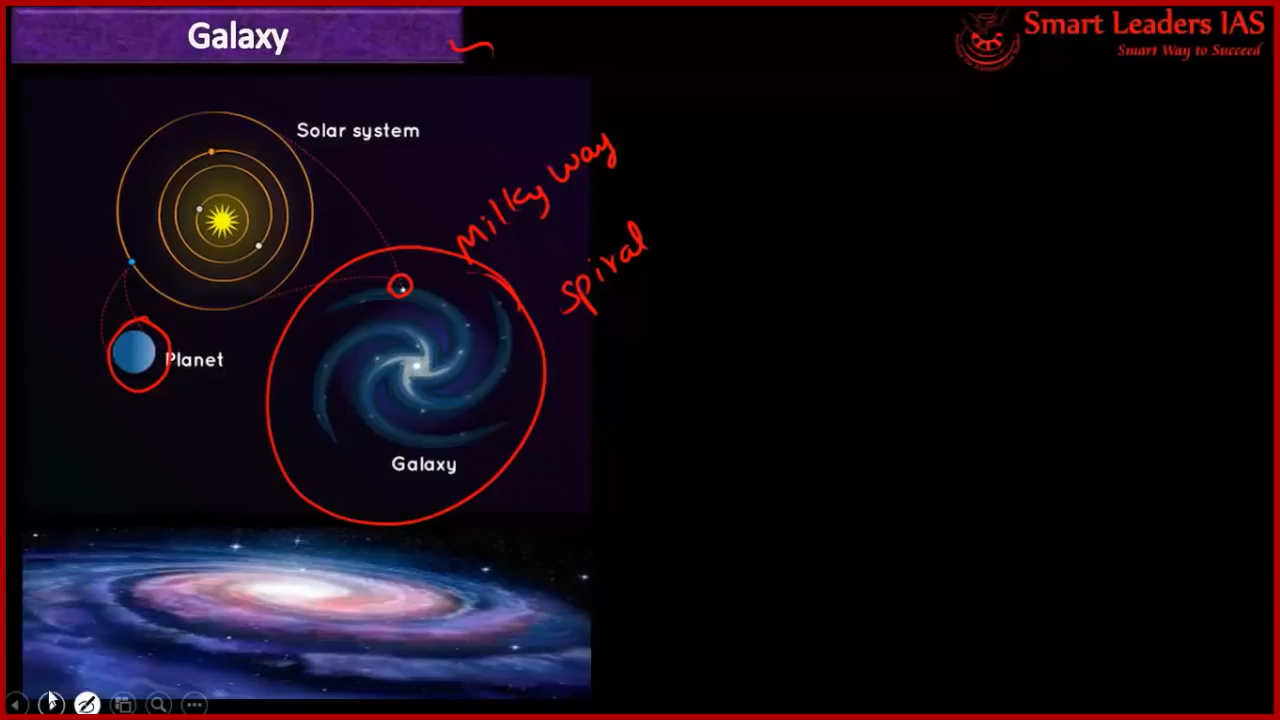 Galaxy
Smart Leaders IAS
Smart Way to Succeed
Solar system
Milky way
spiral
Planet
Galaxy